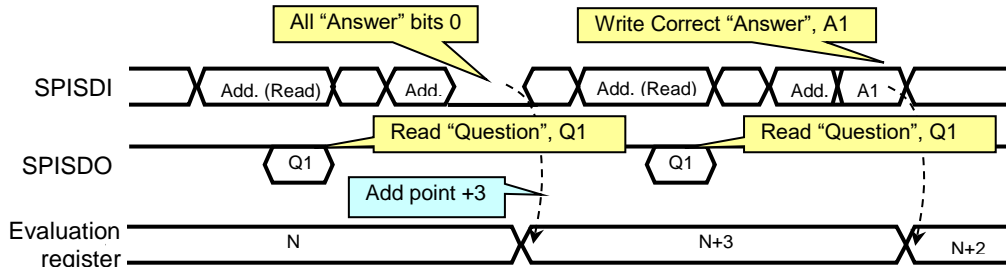 All “Answer” bits 0
Write Correct “Answer”, A1
SPISDI
Add. (Read)
Add.
Add. (Read)
Add.
A1
Read “Question”, Q1
Read “Question”, Q1
SPISDO
Q1
Q1
Add point +3
Evaluation
register
N
N+3
N+2